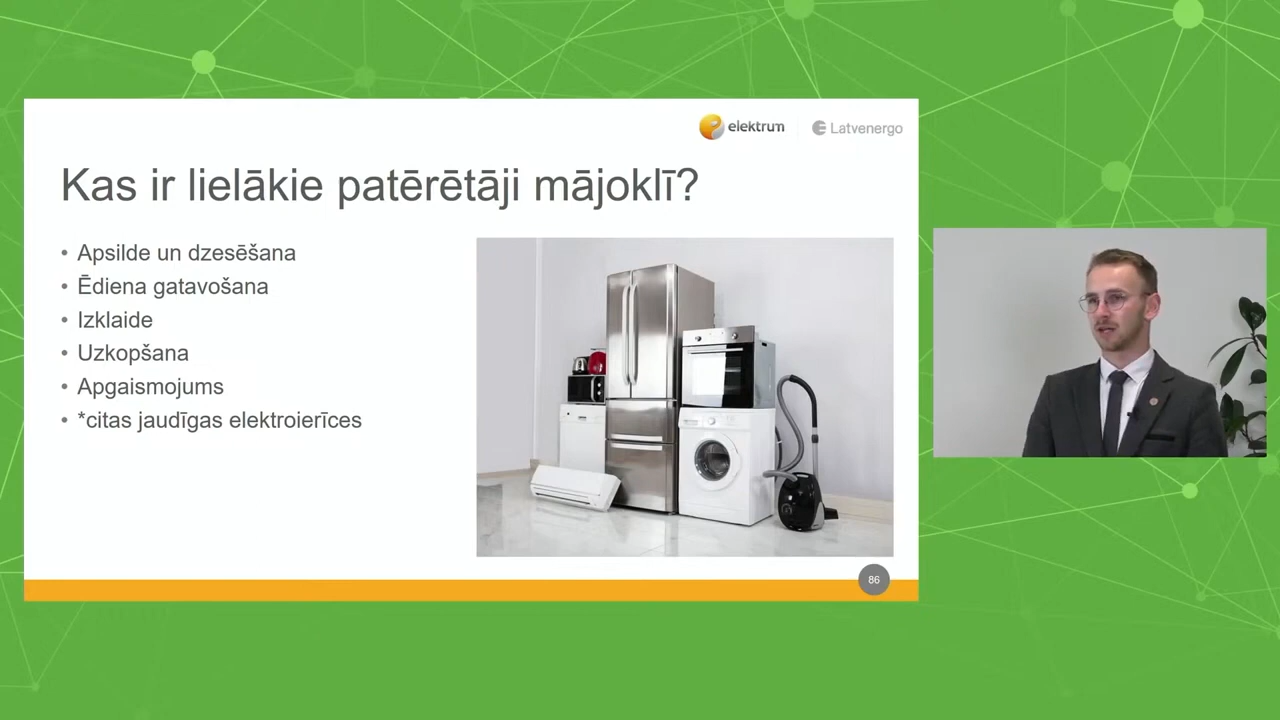 elektrum
Latvenergo
Kas ir lielākie patērētāji mājoklī?
• Apsilde un dzesēšana
• Ēdiena gatavošana
• Izklaide
• Uzkopšana
• Apgaismojums
• *citas jaudīgas elektroierīces
86